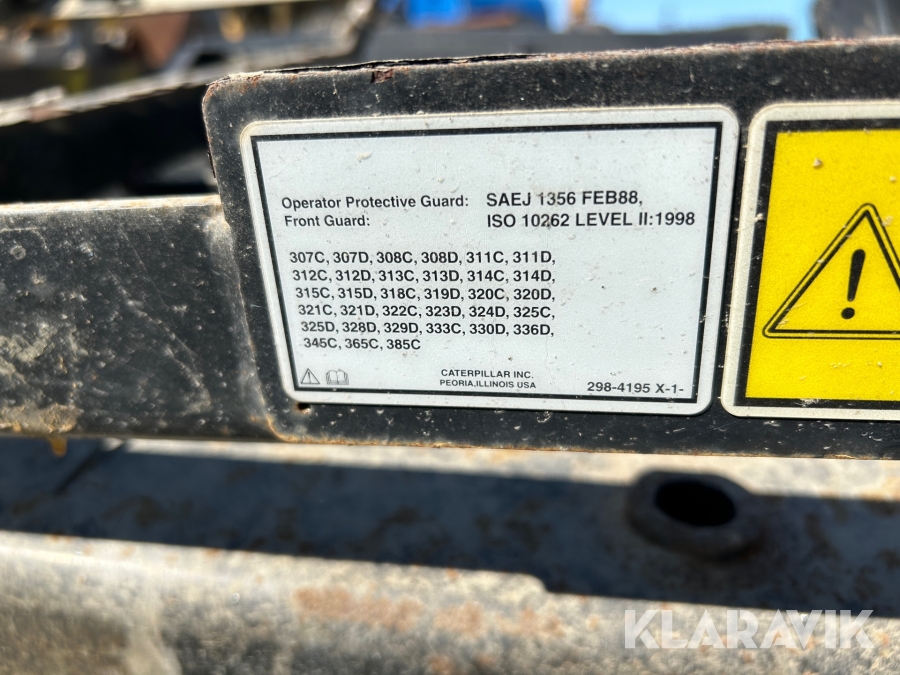 Operator Protective Guard: SAEJ 1356 FEB88,
Front Guard: ISO 10262 LEVEL II:1998
307C, 307D, 308C, 308D, 311C, 311D,
312C, 312D, 313C, 313D, 314C, 314D,
315C, 315D, 318C, 319D, 320C, 320D,
321C, 321D, 322C, 323D, 324D, 325C,
325D, 328D, 329D, 333C, 330D, 336D,
345C, 365C, 385C
CATERPILLAR INC.
PEORIA,ILLINOIS USA
298-4195 X-1-
KLARAVIK